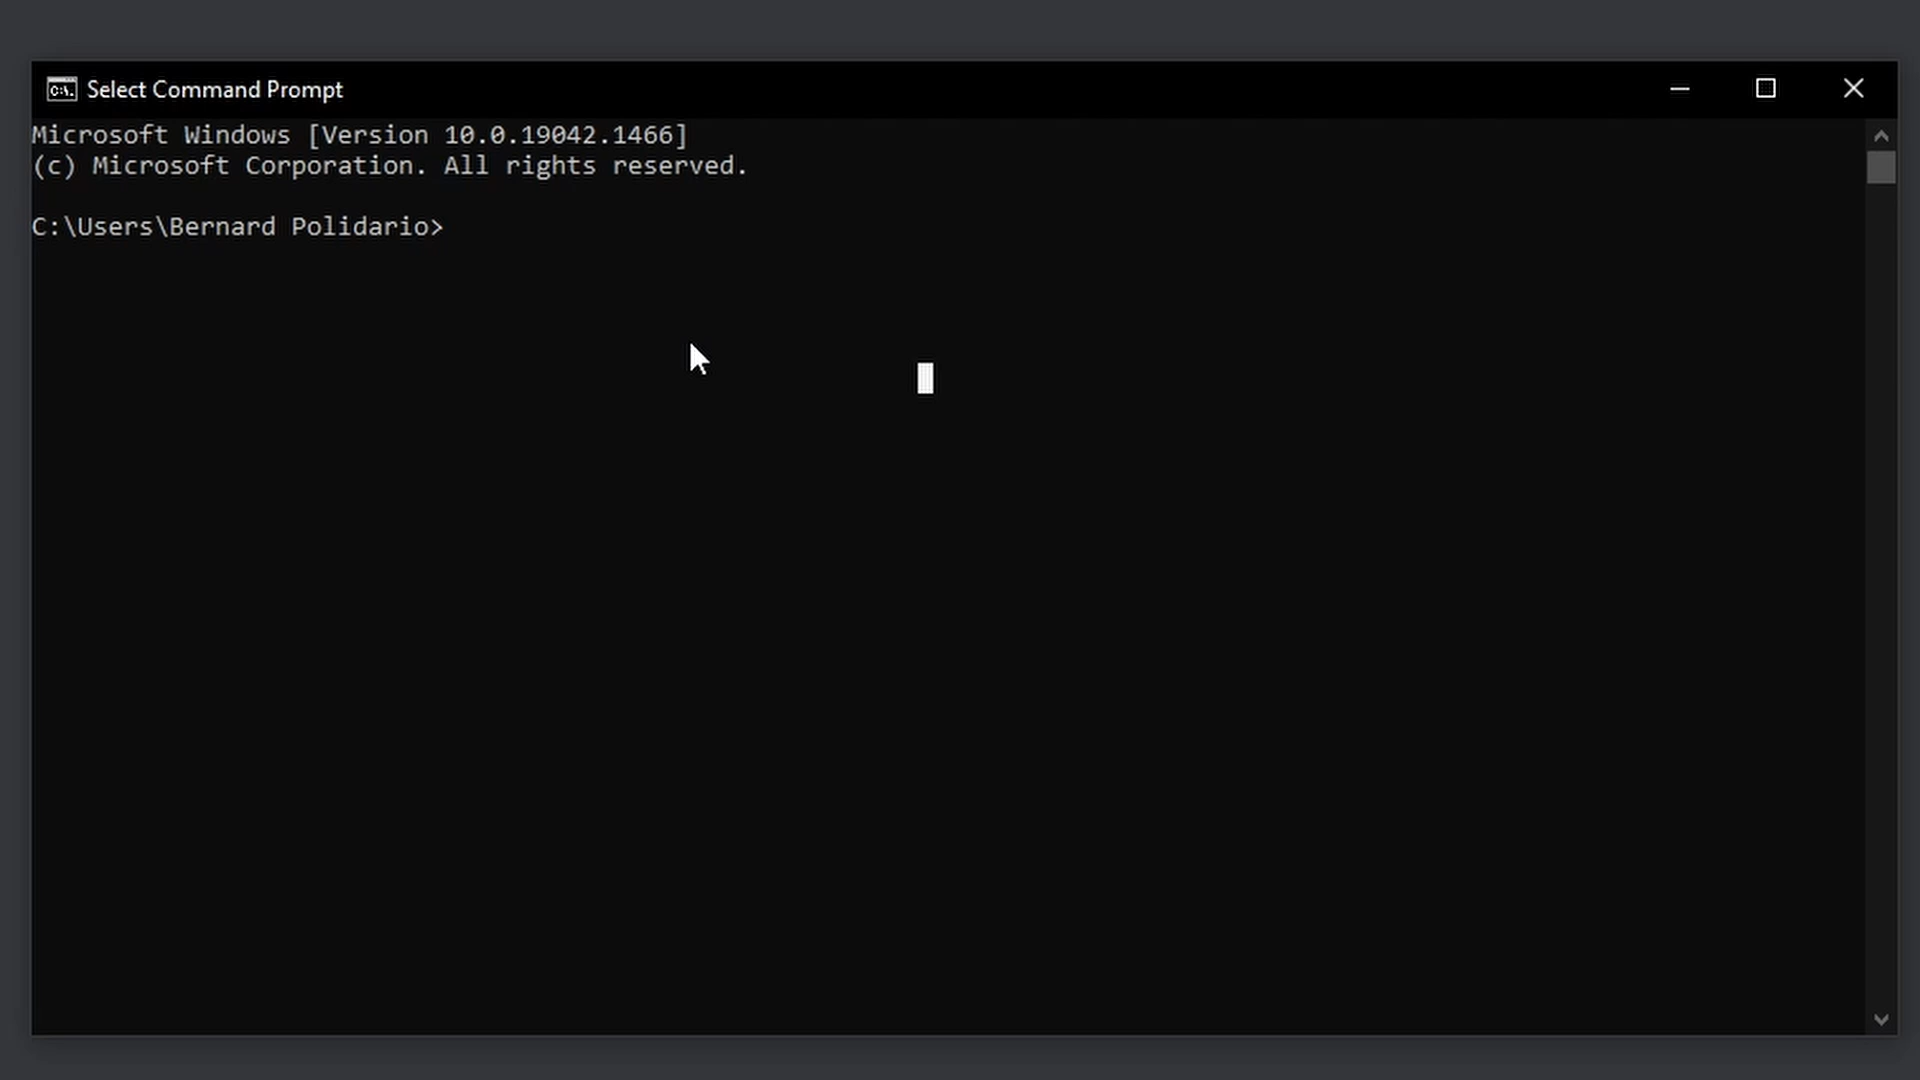 Select Command Prompt
Microsoft Windows [Version 10.0.19042.1466]
(c) Microsoft Corporation. All rights reserved.
C:\Users\Bernard Polidario>